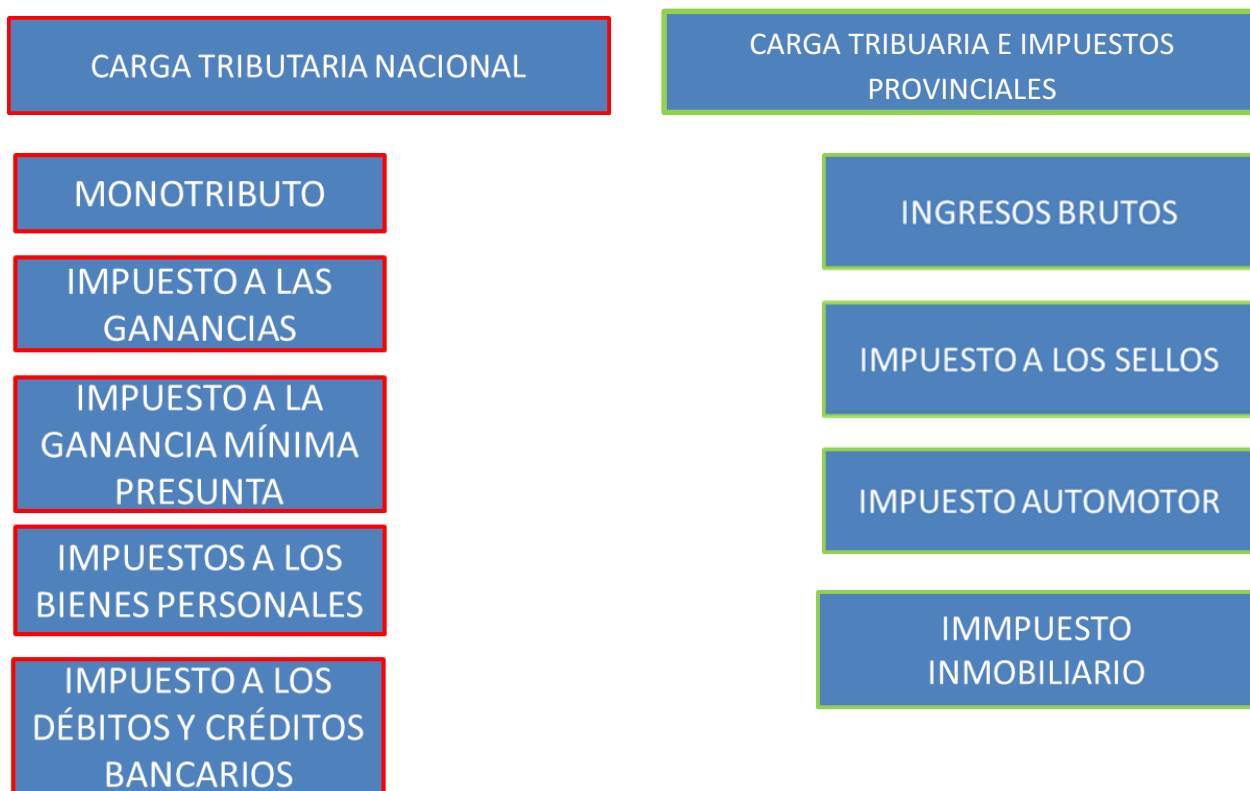 CARGA TRIBUTARIA NACIONAL
MONOTRIBUTO
IMPUESTO A LAS
GANANCIAS
IMPUESTO A LA
GANANCIA MÍNIMA
PRESUNTA
IMPUESTOS A LOS
BIENES PERSONALES
IMPUESTO A LOS
DÉBITOS Y CRÉDITOS
BANCARIOS
CARGA TRIBUARIA E IMPUESTOS
PROVINCIALES
INGRESOS BRUTOS
IMPUESTO A LOS SELLOS
IMPUESTO AUTOMOTOR
IMMPUESTO
INMOBILIARIO